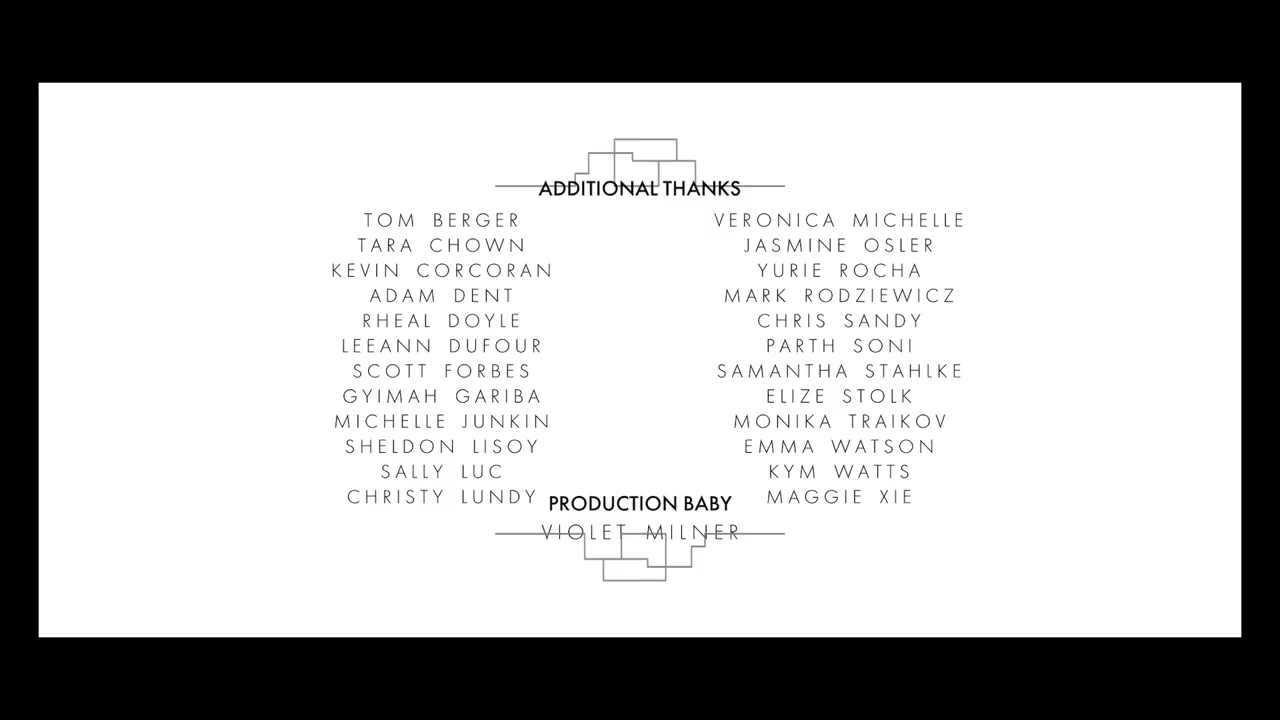 ADDITIONAL THANKS
TOM BERGER
TARA CHOWN
KEVIN CORCORAN
ADAM DENT
RHEAL DOYLE
LEEANN DUFOUR
SCOTT FORBES
GYIMAH GARIBA
MICHELLE JUNKIN
SHELDON LISOY
SALLY LUC
CHRISTY LUNDY
VERONICA MICHELLE
JASMINE OSLER
YURIE ROCHA
MARK RODZIEWICZ
CHRIS SANDY
PARTH SONI
SAMANTHA STAHLKE
ELIZE STOLK
MONIKA TRAIKOV
EMMA WATSON
KYM WATTS
MAGGIE XIE
PRODUCTION BABY
VIOLET MILNER